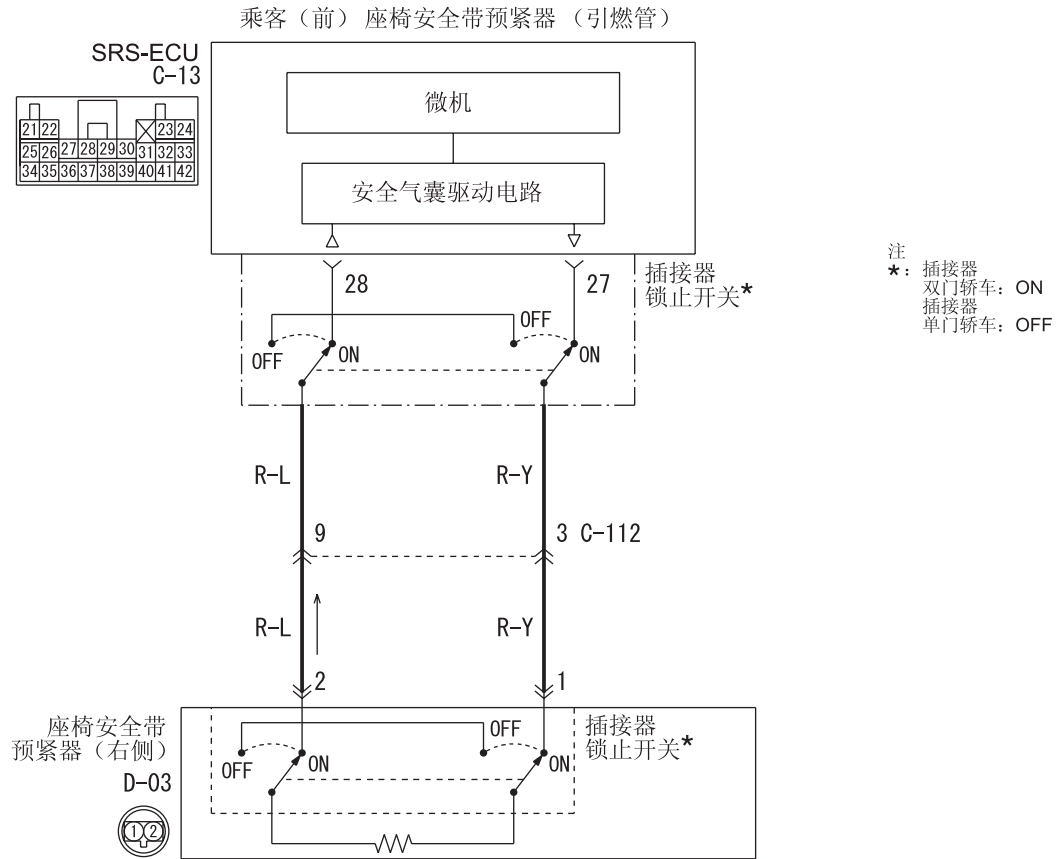 乘客（前）座椅安全带预紧器（引燃管）
SRS-ECU
C-13
微机
21 22 23 24
25 26 27 28 29 30 31 32 33
34 35 36 37 38 39 40 41 42
安全气囊驱动电路
28
27
插接器
锁止开关*
注
*：插接器
双门轿车：ON
插接器
单门轿车：OFF
OFF
OFF
ON
ON
R-L
R-Y
9
3 C-112
R-L
R-Y
2
1
座椅安全带
预紧器（右侧）
D-03
1 2
OFF
OFF
ON
ON
插接器
锁止开关*